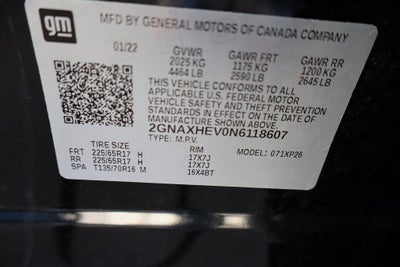 gm
MFD BY GENERAL MOTORS OF CANADA COMPANY
01/22 GVWR GAWR FRT GAWR RR
2025 KG 1175 KG 1200 KG
4464 LB 2590 LB 2645 LB
THIS VEHICLE CONFORMS TO ALL
APPLICABLE U.S. FEDERAL MOTOR
VEHICLE SAFETY, BUMPER, AND THEFT
PREVENTION STANDARDS IN EFFECT ON THE
DATE OF MANUFACTURE SHOWN ABOVE.
2GNAXHEV0N6118607
TYPE: M.P.V. MODEL: 071XP26
TIRE SIZE RIM
FRT 225/65R17 H 17X7J
RR 225/65R17 H 17X7J
SPA T135/70R16 M 16X4BT